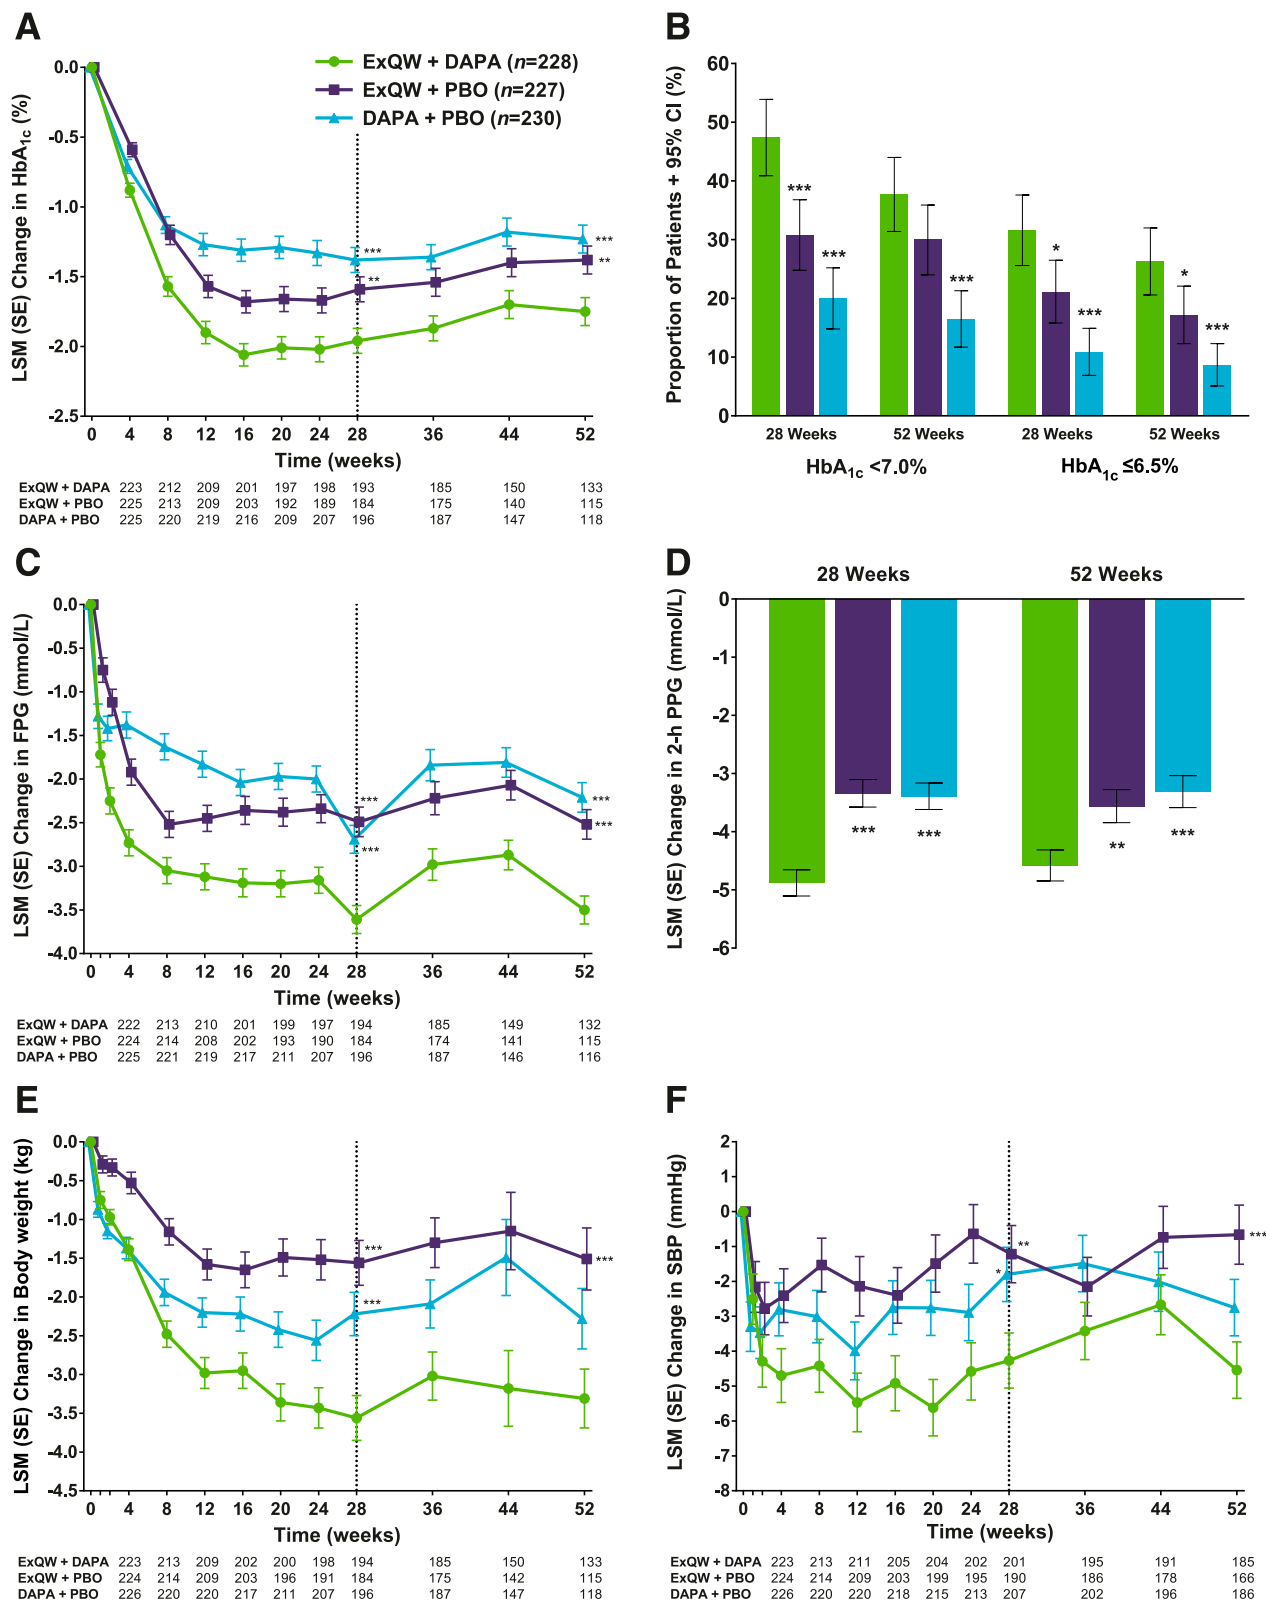 A
LSM (SE) Change in HbA1c (%)
ExQW + DAPA (n=228)
ExQW + PBO (n=227)
DAPA + PBO (n=230)
0.0
-0.5
-1.0
-1.5
-2.0
-2.5
***
**
***
**
0 4 8 12 16 20 24 28 36 44 52
Time (weeks)
ExQW + DAPA 223 212 209 201 197 198 193 185 150 133
ExQW + PBO 225 213 209 203 192 189 184 175 140 115
DAPA + PBO 225 220 219 216 209 207 196 187 147 118
B
Proportion of Patients + 95% CI (%)
60
50
40
30
20
10
0
*** *** *** * *** * ***
28 Weeks 52 Weeks 28 Weeks 52 Weeks
HbA1c <7.0% HbA1c ≤6.5%
C
LSM (SE) Change in FPG (mmol/L)
0.0
-0.5
-1.0
-1.5
-2.0
-2.5
-3.0
-3.5
-4.0
***
***
***
***
0 4 8 12 16 20 24 28 36 44 52
Time (weeks)
ExQW + DAPA 222 213 210 201 199 197 194 185 149 132
ExQW + PBO 224 214 208 202 193 190 184 174 141 115
DAPA + PBO 225 221 219 217 211 207 196 187 146 116
D
28 Weeks 52 Weeks
LSM (SE) Change in 2-h PPG (mmol/L)
0
-1
-2
-3
-4
-5
-6
*** *** ** ***
E
LSM (SE) Change in Body weight (kg)
0.0
-0.5
-1.0
-1.5
-2.0
-2.5
-3.0
-3.5
-4.0
-4.5
***
***
***
0 4 8 12 16 20 24 28 36 44 52
Time (weeks)
ExQW + DAPA 223 213 209 202 200 198 194 185 150 133
ExQW + PBO 224 214 209 203 196 191 184 175 142 115
DAPA + PBO 226 220 220 217 211 207 196 187 147 118
F
LSM (SE) Change in SBP (mmHg)
2
1
0
-1
-2
-3
-4
-5
-6
-7
-8
**
*
***
0 4 8 12 16 20 24 28 36 44 52
Time (weeks)
ExQW + DAPA 223 213 211 205 204 202 201 195 191 185
ExQW + PBO 224 214 209 203 199 195 190 186 178 166
DAPA + PBO 226 220 220 218 215 213 207 202 196 186